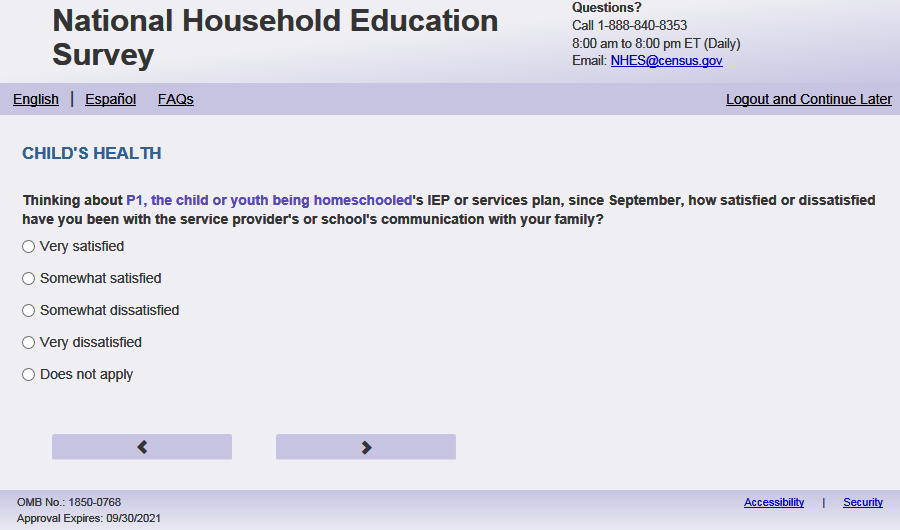 National Household Education
Survey
Questions?
Call 1-888-840-8353
8:00 am to 8:00 pm ET (Daily)
Email: NHES@census.gov
English | Español FAQs Logout and Continue Later
CHILD'S HEALTH
Thinking about P1, the child or youth being homeschooled's IEP or services plan, since September, how satisfied or dissatisfied
have you been with the service provider's or school's communication with your family?
Very satisfied
Somewhat satisfied
Somewhat dissatisfied
Very dissatisfied
Does not apply
OMB No.: 1850-0768
Approval Expires: 09/30/2021
Accessibility | Security